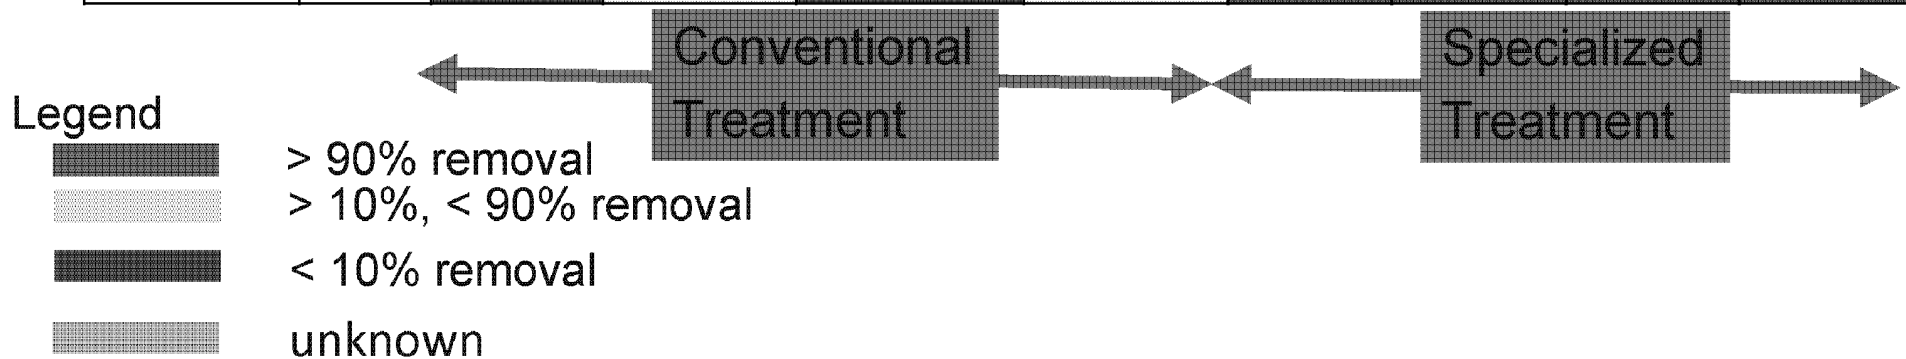 Conventional
Treatment
Specialized
Treatment
Legend
> 90% removal
> 10%, < 90% removal
< 10% removal
unknown